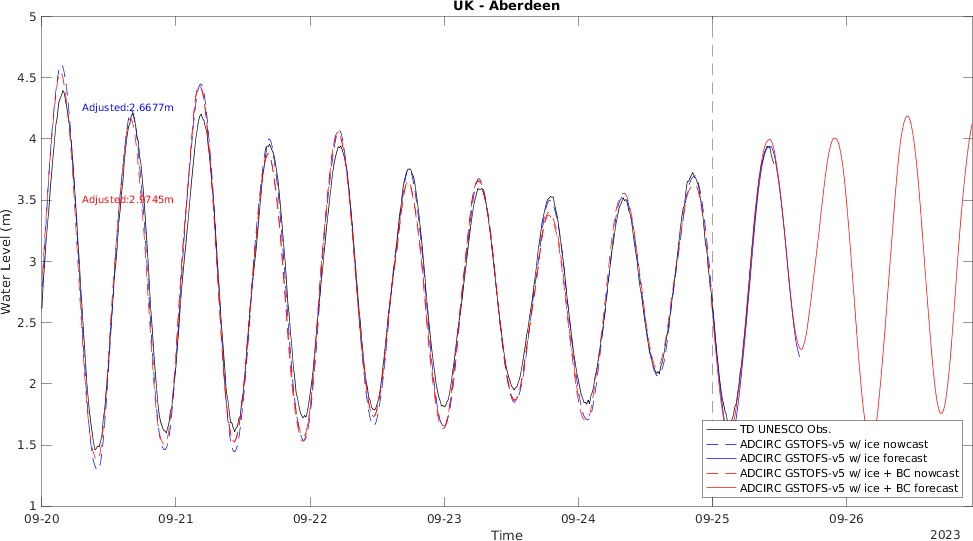 UK - Aberdeen
5
4.5
4
3.5
3
2.5
2
1.5
1
Water Level (m)
Adjusted:2.6677m
Adjusted:2.9745m
TD UNESCO Obs.
ADCIRC GSTOFS-v5 w/ ice nowcast
ADCIRC GSTOFS-v5 w/ ice forecast
ADCIRC GSTOFS-v5 w/ ice + BC nowcast
ADCIRC GSTOFS-v5 w/ ice + BC forecast
09-20 09-21 09-22 09-23 09-24 09-25 09-26
Time
2023